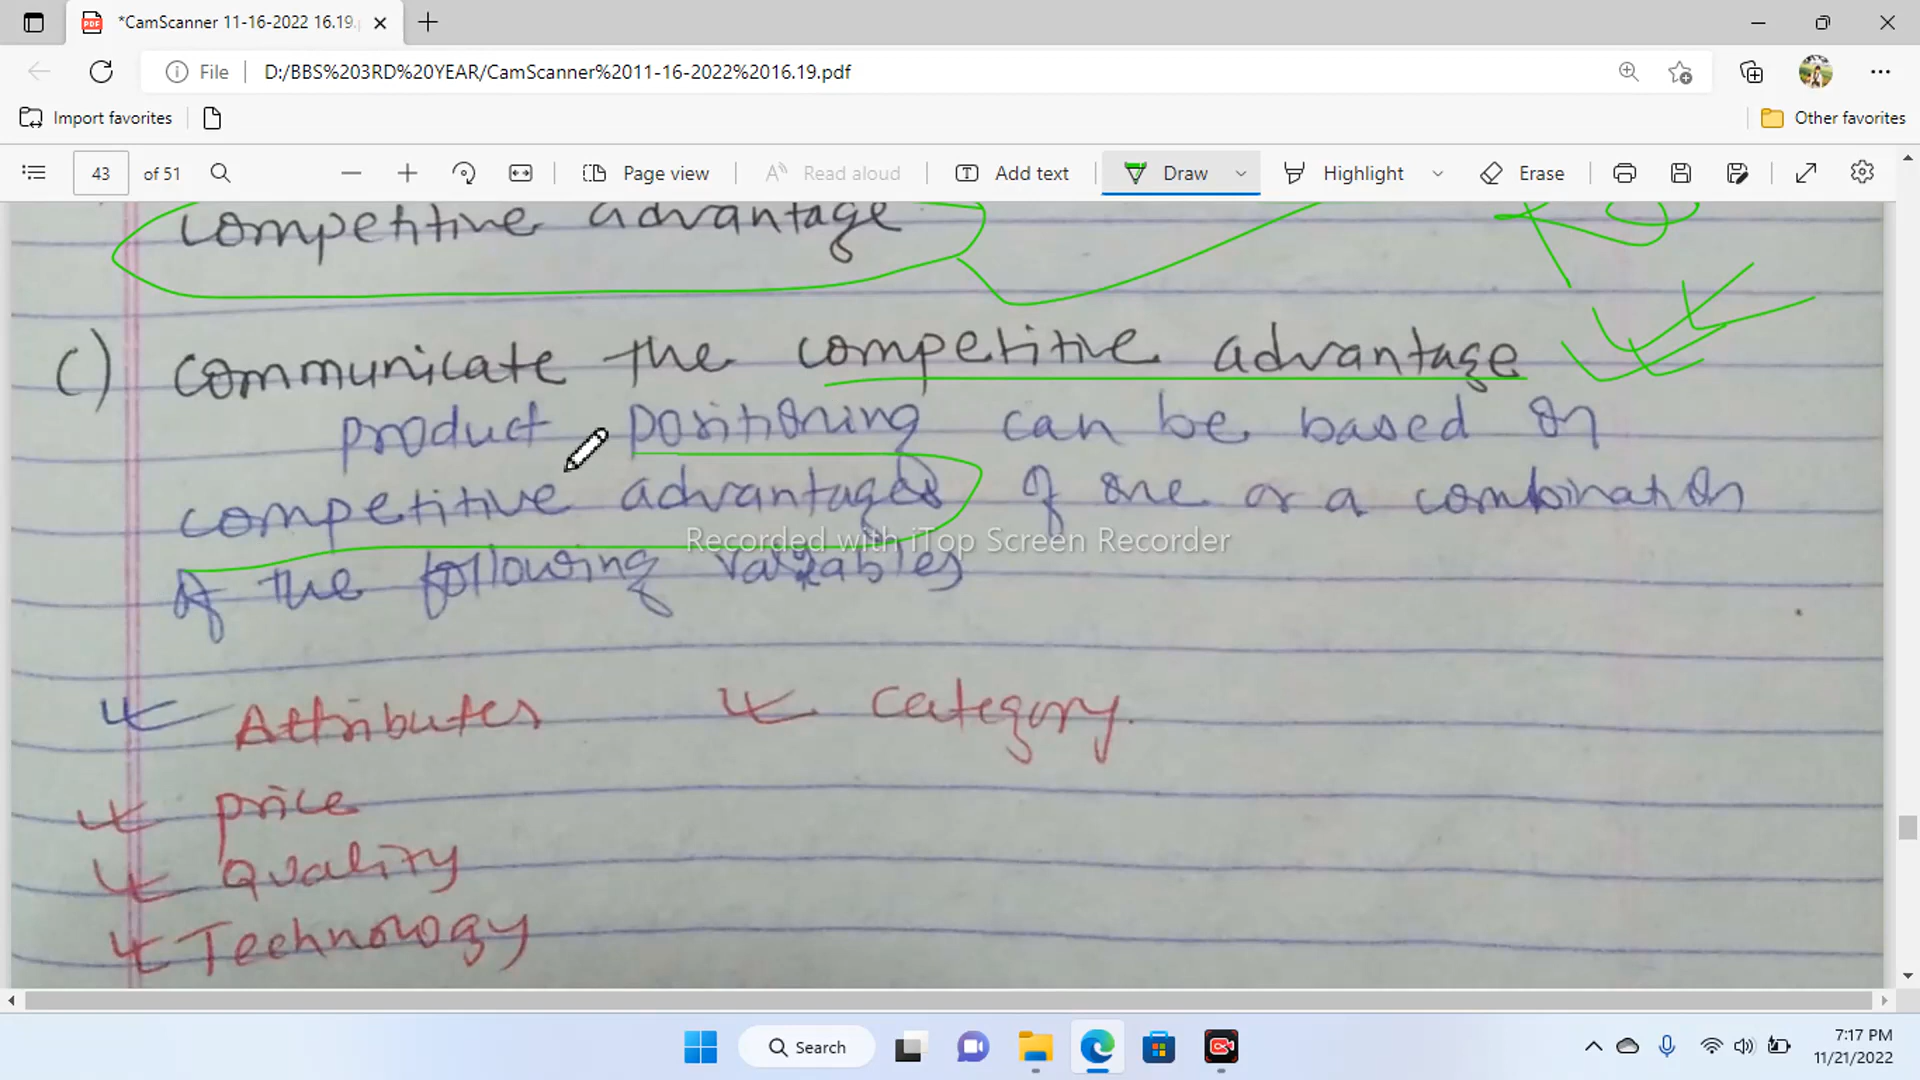 *CamScanner 11-16-2022 16.19.
File D:/BBS%203RD%20YEAR/CamScanner%2011-16-2022%2016.19.pdf
Import favorites Other favorites
43 of 51 Page view Read aloud Add text Draw Highlight Erase
competitive advantage
c) communicate the competitive advantage
product positioning can be based on
competitive advantages of one or a combination
Recorded with iTop Screen Recorder
of the following variables
Attributes category.
price
Quality
Technology
Search
7:17 PM
11/21/2022